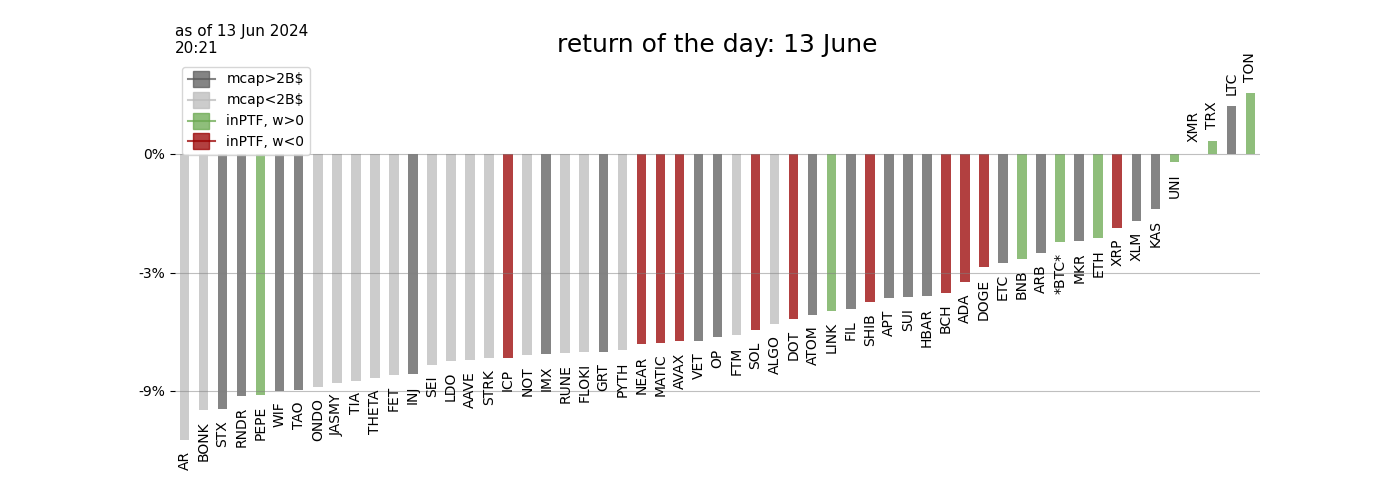 as of 13 Jun 2024
20:21
return of the day: 13 June
mcap>2B$
mcap<2B$
inPTF, w>0
inPTF, w<0
0%
-3%
-9%
AR
BONK
STX
RNDR
PEPE
WIF
TAO
ONDO
JASMY
TIA
THETA
FET
INJ
SEI
LDO
AAVE
STRK
ICP
NOT
IMX
RUNE
FLOKI
GRT
PYTH
NEAR
MATIC
AVAX
VET
OP
FTM
SOL
ALGO
DOT
ATOM
LINK
FIL
SHIB
APT
SUI
HBAR
BCH
ADA
DOGE
ETC
BNB
ARB
*BTC*
MKR
ETH
XRP
XLM
KAS
UNI
XMR
TRX
LTC
TON